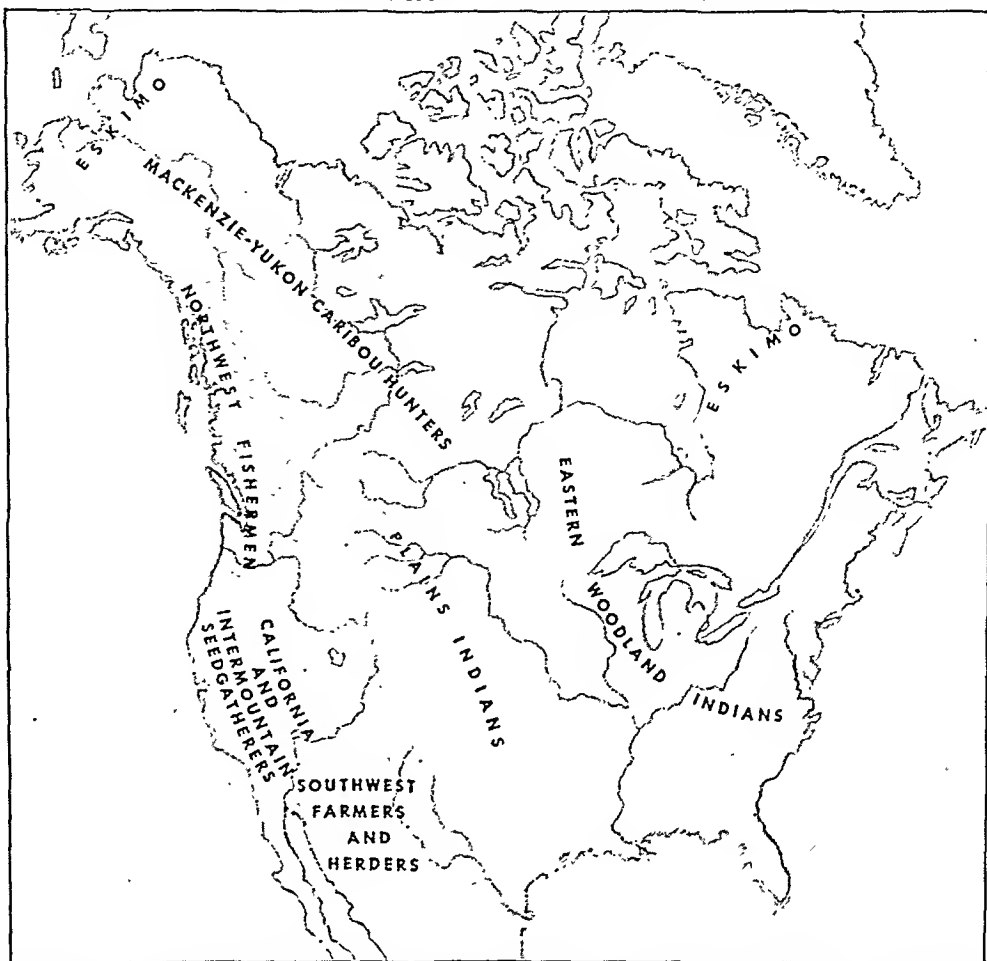 ESKIMO
MACKENZIE-YUKON CARIBOU HUNTERS
NORTHWEST FISHERMEN
ESKIMO
EASTERN WOODLAND INDIANS
PLAINS INDIANS
CALIFORNIA
AND
INTERMOUNTAIN
SEEDGATHERERS
SOUTHWEST
FARMERS
AND
HERDERS